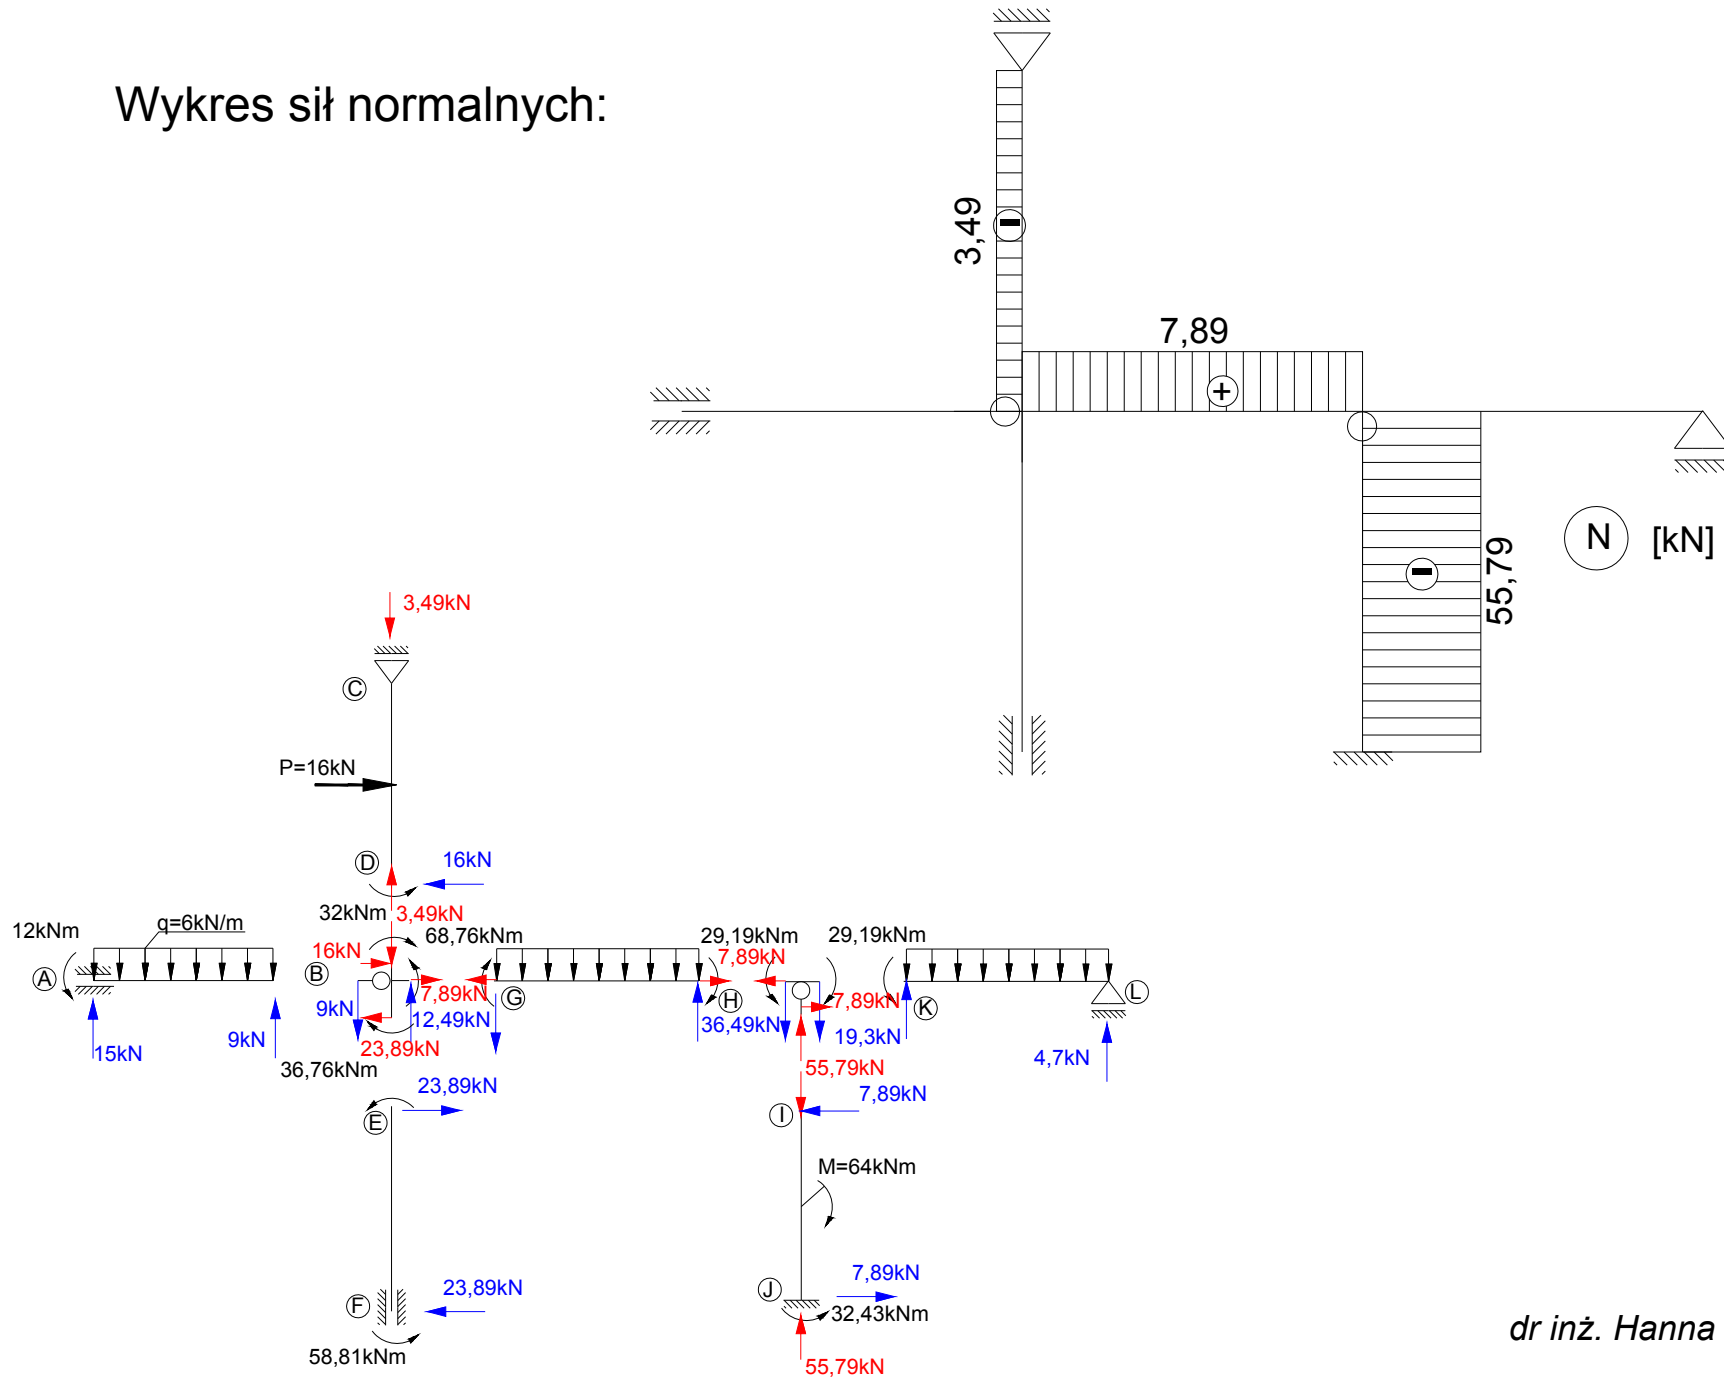 Wykres sił normalnych:
3,49
7,89
+
-
-
55,79
N [kN]
3,49kN
C
P=16kN
D
16kN
32kNm
3,49kN
12kNm
q=6kN/m
16kN
68,76kNm
29,19kNm
29,19kNm
7,89kN
A
B
7,89kN
G
H
7,89kN
K
L
9kN
12,49kN
36,49kN
19,3kN
15kN
9kN
23,89kN
4,7kN
36,76kNm
55,79kN
23,89kN
7,89kN
E
I
M=64kNm
7,89kN
23,89kN
J
F
32,43kNm
58,81kNm
55,79kN
dr inż. Hanna